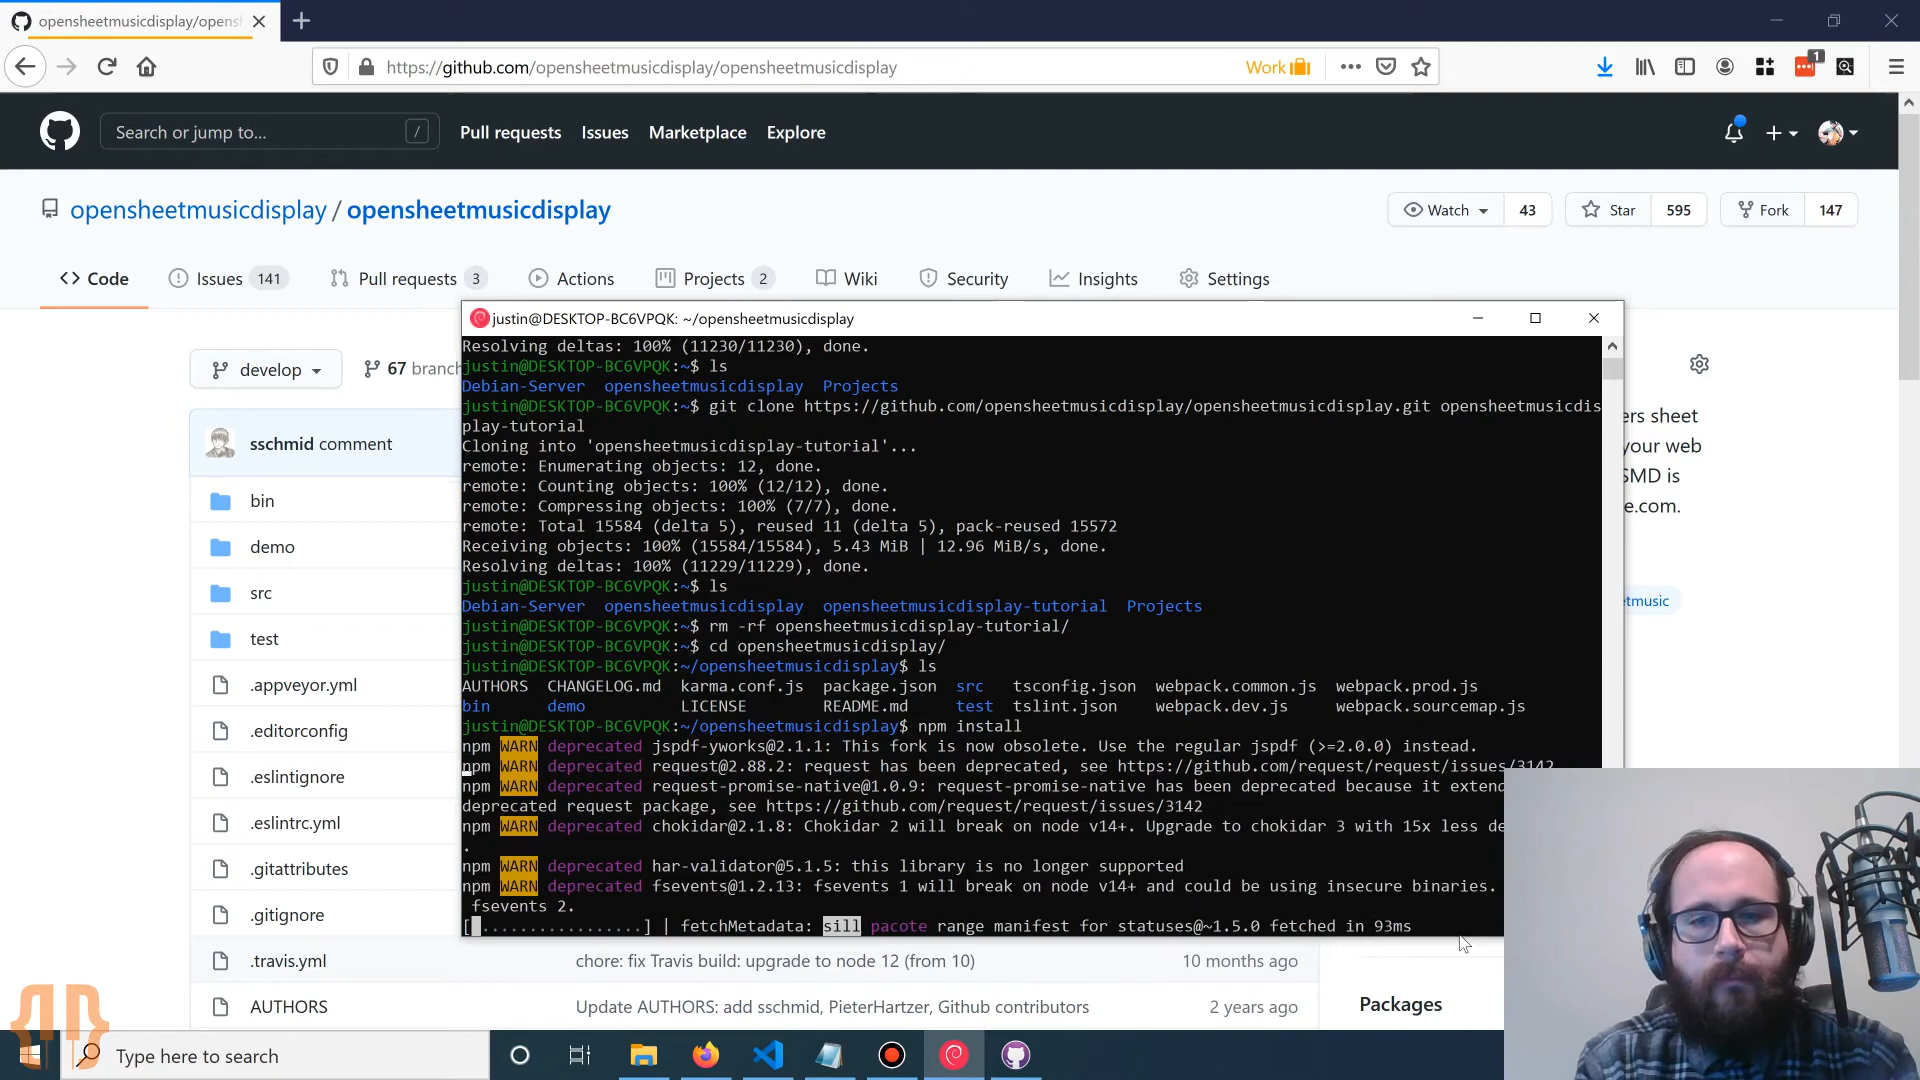 opensheetmusicdisplay/opens
https://github.com/opensheetmusicdisplay/opensheetmusicdisplay
Work
1
Search or jump to...
/
Pull requests
Issues
Marketplace
Explore
opensheetmusicdisplay / opensheetmusicdisplay
Watch
43
Star
595
Fork
147
Code
Issues 141
Pull requests 3
Actions
Projects 2
Wiki
Security
Insights
Settings
justin@DESKTOP-BC6VPQK: ~/opensheetmusicdisplay
develop
67 branch
sschmid comment
bin
demo
src
test
.appveyor.yml
.editorconfig
.eslintignore
.eslintrc.yml
.gitattributes
.gitignore
.travis.yml
chore: fix Travis build: upgrade to node 12 (from 10)
10 months ago
AUTHORS
Update AUTHORS: add sschmid, PieterHartzer, Github contributors
2 years ago
Resolving deltas: 100% (11230/11230), done.
justin@DESKTOP-BC6VPQK:~$ ls
Debian-Server opensheetmusicdisplay Projects
justin@DESKTOP-BC6VPQK:~$ git clone https://github.com/opensheetmusicdisplay/opensheetmusicdisplay.git opensheetmusicdis
play-tutorial
Cloning into 'opensheetmusicdisplay-tutorial'...
remote: Enumerating objects: 12, done.
remote: Counting objects: 100% (12/12), done.
remote: Compressing objects: 100% (7/7), done.
remote: Total 15584 (delta 5), reused 11 (delta 5), pack-reused 15572
Receiving objects: 100% (15584/15584), 5.43 MiB | 12.96 MiB/s, done.
Resolving deltas: 100% (11229/11229), done.
justin@DESKTOP-BC6VPQK:~$ ls
Debian-Server opensheetmusicdisplay opensheetmusicdisplay-tutorial Projects
justin@DESKTOP-BC6VPQK:~$ rm -rf opensheetmusicdisplay-tutorial/
justin@DESKTOP-BC6VPQK:~$ cd opensheetmusicdisplay/
justin@DESKTOP-BC6VPQK:~/opensheetmusicdisplay$ ls
AUTHORS CHANGELOG.md karma.conf.js package.json src tsconfig.json webpack.common.js webpack.prod.js
bin demo LICENSE README.md test tslint.json webpack.dev.js webpack.sourcemap.js
justin@DESKTOP-BC6VPQK:~/opensheetmusicdisplay$ npm install
npm WARN deprecated jspdf-yworks@2.1.1: This fork is now obsolete. Use the regular jspdf (>=2.0.0) instead.
npm WARN deprecated request@2.88.2: request has been deprecated, see https://github.com/request/request/issues/3142
npm WARN deprecated request-promise-native@1.0.9: request-promise-native has been deprecated because it extend
deprecated request package, see https://github.com/request/request/issues/3142
npm WARN deprecated chokidar@2.1.8: Chokidar 2 will break on node v14+. Upgrade to chokidar 3 with 15x less de
.
npm WARN deprecated har-validator@5.1.5: this library is no longer supported
npm WARN deprecated fsevents@1.2.13: fsevents 1 will break on node v14+ and could be using insecure binaries.
fsevents 2.
[ .................] | fetchMetadata: sill pacote range manifest for statuses@~1.5.0 fetched in 93ms
ers sheet
your web
SMD is
e.com.
etmusic
Packages
Type here to search